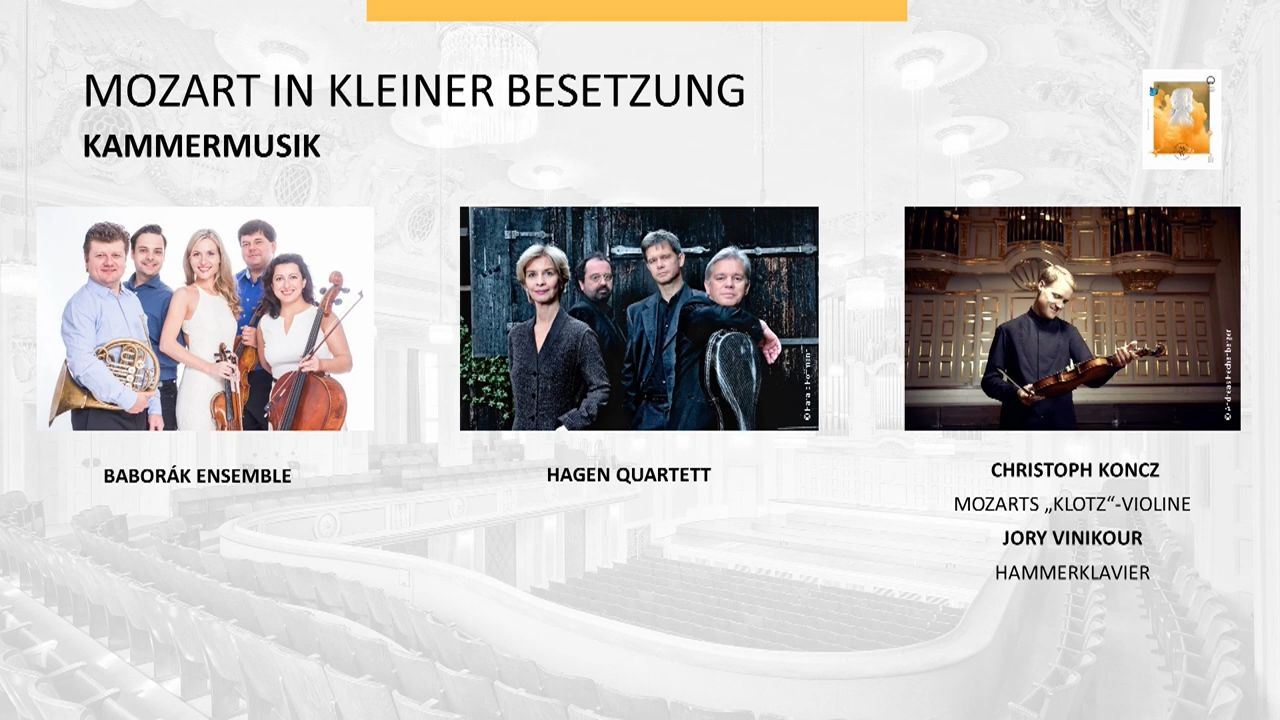 MOZART IN KLEINER BESETZUNG
KAMMERMUSIK
BABORÁK ENSEMBLE
HAGEN QUARTETT
CHRISTOPH KONCZ
MOZARTS „KLOTZ“-VIOLINE
JORY VINIKOUR
HAMMERKLAVIER